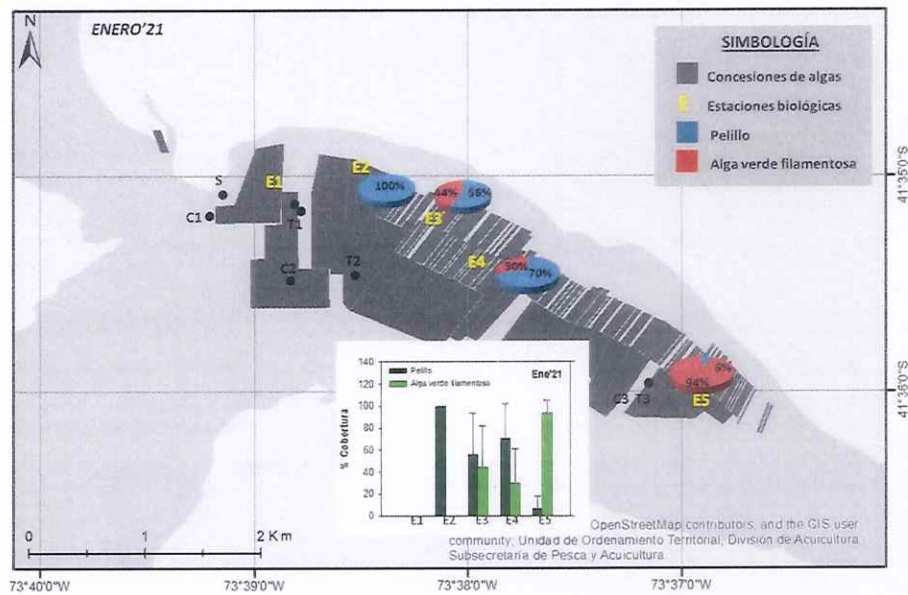 N
ENERO'21
SIMBOLOGÍA
Concesiones de algas
E Estaciones biológicas
Pelillo
Alga verde filamentosa
41°35'0"S
41°36'0"S
S
C1
E1
T1
C2
T2
E2
100%
44% 56%
E3
E4
30% 70%
6%
94%
C3 T3
E5
Pelillo
Alga verde filamentosa
Ene'21
% Cobertura
140
120
100
80
60
40
20
0
E1 E2 E3 E4 E5
0 1 2 Km
OpenStreetMap contributors, and the GIS user
community; Unidad de Ordenamiento Territorial, División de Acuicultura
Subsecretaría de Pesca y Acuicultura
73°40'0"W 73°39'0"W 73°38'0"W 73°37'0"W